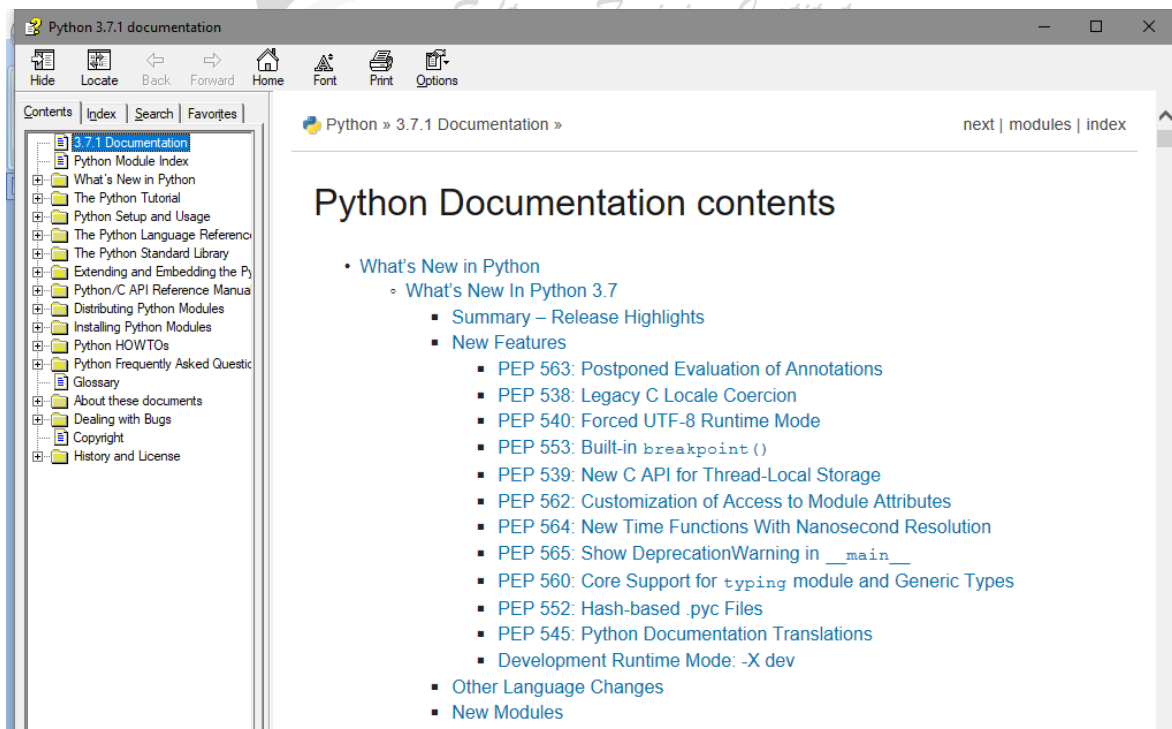 Python 3.7.1 documentation
Hide Locate Back Forward Home Font Print Options
Contents Index Search Favorites
3.7.1 Documentation
Python Module Index
What's New in Python
The Python Tutorial
Python Setup and Usage
The Python Language Referenc
The Python Standard Library
Extending and Embedding the Py
Python/C API Reference Manua
Distributing Python Modules
Installing Python Modules
Python HOWTOs
Python Frequently Asked Questic
Glossary
About these documents
Dealing with Bugs
Copyright
History and License
Python » 3.7.1 Documentation » next | modules | index
Python Documentation contents
• What's New in Python
◦ What's New In Python 3.7
▪ Summary – Release Highlights
▪ New Features
▪ PEP 563: Postponed Evaluation of Annotations
▪ PEP 538: Legacy C Locale Coercion
▪ PEP 540: Forced UTF-8 Runtime Mode
▪ PEP 553: Built-in breakpoint()
▪ PEP 539: New C API for Thread-Local Storage
▪ PEP 562: Customization of Access to Module Attributes
▪ PEP 564: New Time Functions With Nanosecond Resolution
▪ PEP 565: Show DeprecationWarning in __main__
▪ PEP 560: Core Support for typing module and Generic Types
▪ PEP 552: Hash-based .pyc Files
▪ PEP 545: Python Documentation Translations
▪ Development Runtime Mode: -X dev
▪ Other Language Changes
▪ New Modules